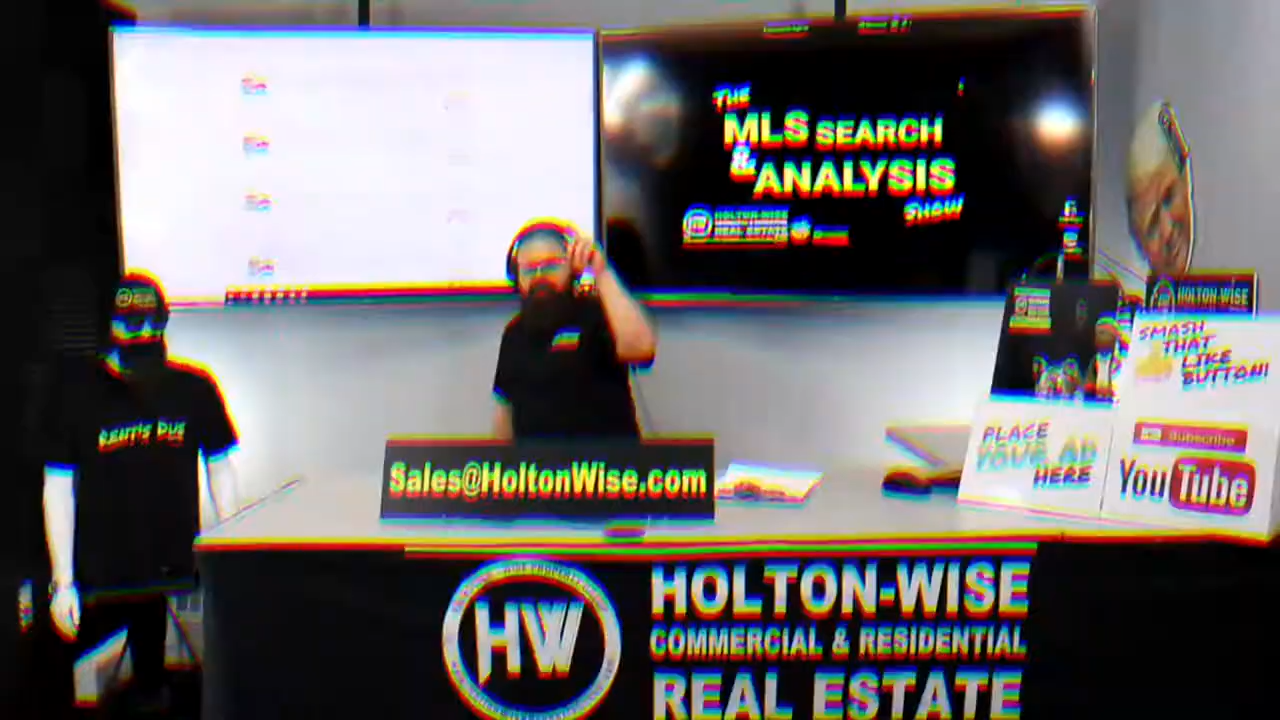 THE
MLS SEARCH
&
ANALYSIS
SHOW
HOLTON-WISE
REAL ESTATE
HOLTON-WISE
SMASH
THAT
LIKE
BUTTON!
RENT'S DUE
PLACE
YOUR AD
HERE
Subscribe
YouTube
Sales@HoltonWise.com
HW
HOLTON-WISE
COMMERCIAL & RESIDENTIAL
REAL ESTATE